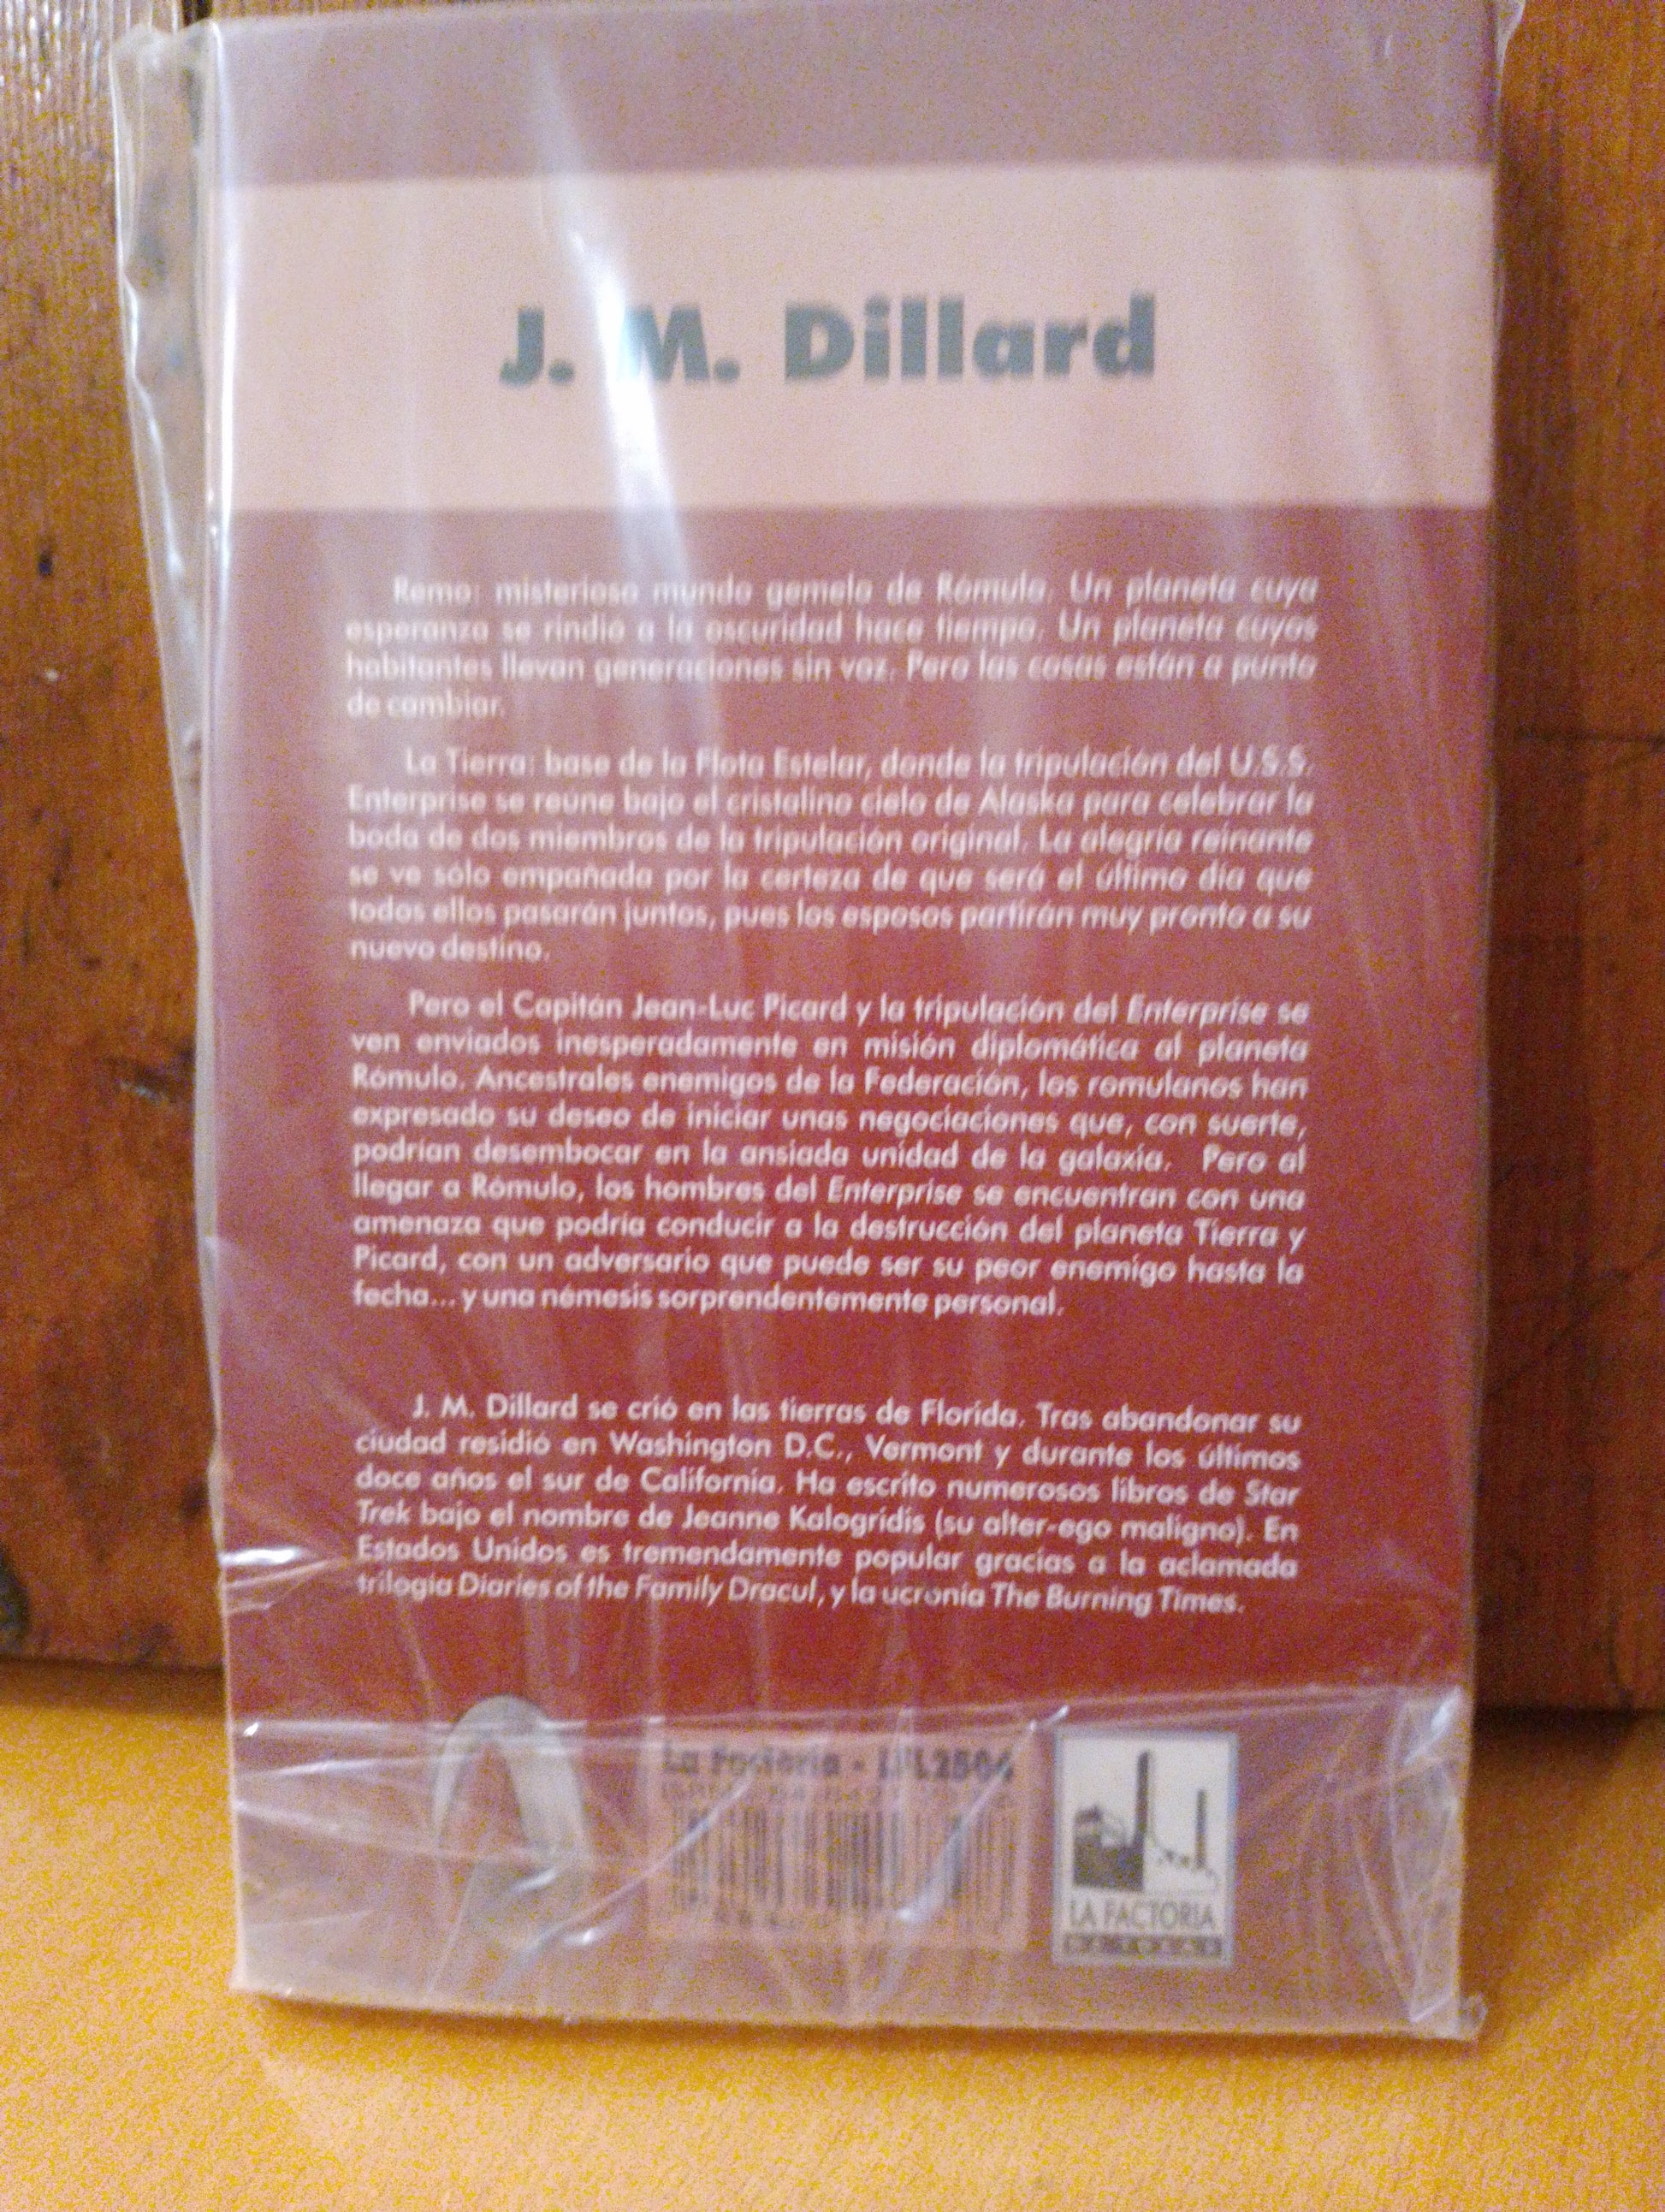 J. M. Dillard
Remo: misterioso mundo gemelo de Rómulo. Un planeta cuya
esperanza se rindió a la oscuridad hace tiempo. Un planeta cuyos
habitantes llevan generaciones sin voz. Pero las cosas están a punto
de cambiar.
La Tierra: base de la Flota Estelar, donde la tripulación del U.S.S.
Enterprise se reúne bajo el cristalino cielo de Alaska para celebrar la
boda de dos miembros de la tripulación original. La alegría reinante
se ve sólo empañada por la certeza de que será el último día que
todos ellos pasarán juntos, pues los esposos partirán muy pronto a su
nuevo destino.
Pero el Capitán Jean-Luc Picard y la tripulación del Enterprise se
ven enviados inesperadamente en misión diplomática al planeta
Rómulo. Ancestrales enemigos de la Federación, los romulanos han
expresado su deseo de iniciar unas negociaciones que, con suerte,
podrían desembocar en la ansiada unidad de la galaxia. Pero al
llegar a Rómulo, los hombres del Enterprise se encuentran con una
amenaza que podría conducir a la destrucción del planeta Tierra y
Picard, con un adversario que puede ser su peor enemigo hasta la
fecha... y una némesis sorprendentemente personal.
J. M. Dillard se crió en las tierras de Florida. Tras abandonar su
ciudad residió en Washington D.C., Vermont y durante los últimos
doce años el sur de California. Ha escrito numerosos libros de Star
Trek bajo el nombre de Jeanne Kalogridis (su alter-ego maligno). En
Estados Unidos es tremendamente popular gracias a la aclamada
trilogía Diaries of the Family Dracul, y la ucronía The Burning Times.
La Factoría -
LA FACTORIA